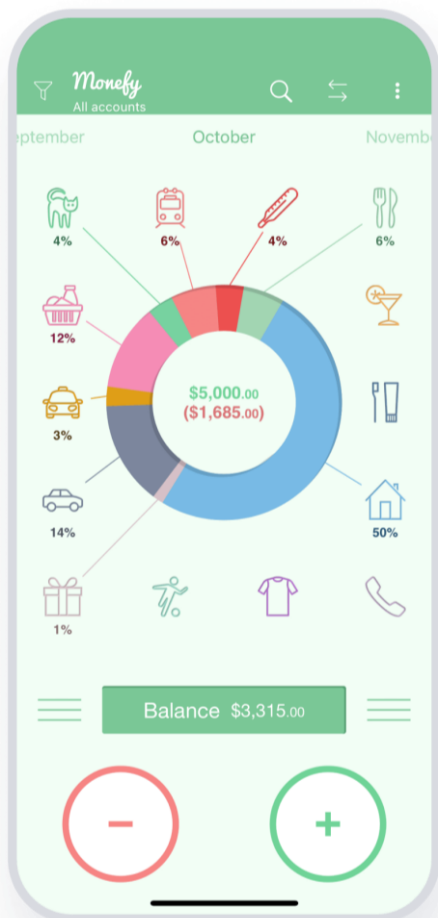 Monefy
All accounts
eptember October Novemb
4% 6% 4% 6%
12%
$5,000.00
($1,685.00)
3%
14% 50%
1%
Balance $3,315.00